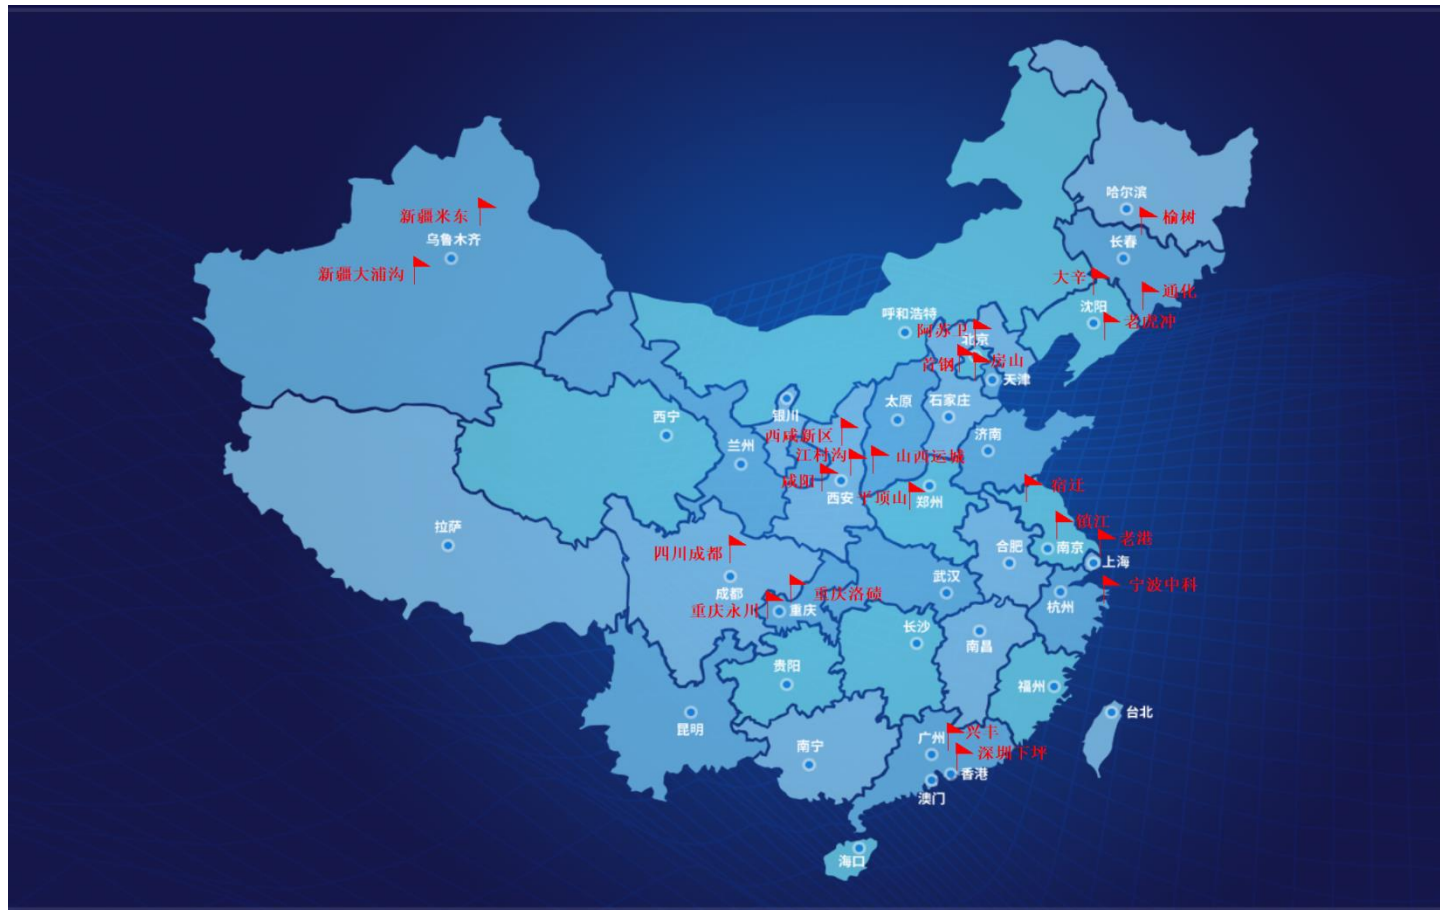 哈尔滨
榆树
新疆米东
乌鲁木齐
长春
新疆大浦沟
大辛
通化
沈阳
老虎冲
呼和浩特
阿苏卫
北京
首钢
房山
天津
银川
太原
石家庄
西宁
西咸新区
济南
兰州
江村沟
山西运城
咸阳
西安
平顶山
郑州
宿迁
镇江
拉萨
老港
四川成都
合肥
南京
上海
武汉
宁波中科
成都
重庆洛碛
杭州
重庆永川
重庆
长沙
南昌
贵阳
福州
台北
昆明
兴丰
广州
南宁
深圳下坪
香港
澳门
海口